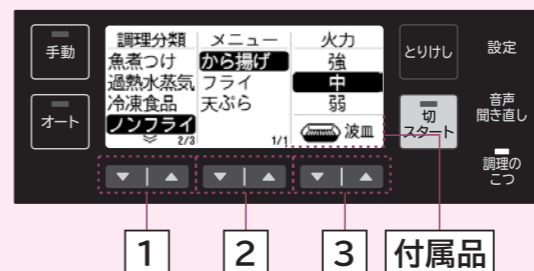 手動
オート
調理分類 メニュー 火力
魚煮つけ から揚げ 強
過熱水蒸気 フライ 中
冷凍食品 天ぷら 弱
ノンフライ 波皿
2/3 1/1
とりけし
切
スタート
設定
音声
聞き直し
調理の
こつ
▼ | ▲ ▼ | ▲ ▼ | ▲
1 2 3 付属品